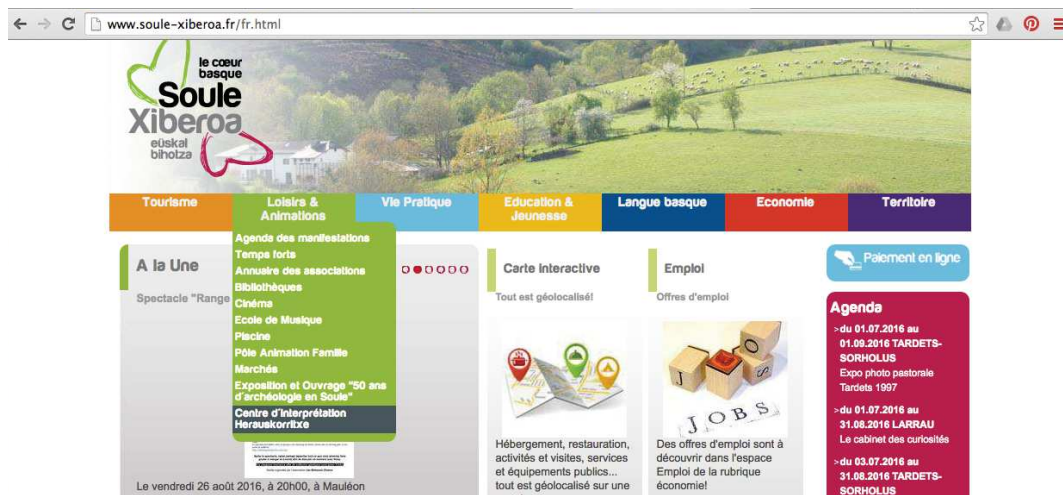 www.soule-xiberoa.fr/fr.html
le cœur
basque
Soule
Xiberoa
eüskal
bihotza
Tourisme
Loisirs &
Animations
Vie Pratique
Education &
Jeunesse
Langue basque
Economie
Territoire
Agenda des manifestations
Temps forts
Annuaire des associations
Bibliothèques
Cinéma
Ecole de Musique
Piscine
Pôle Animation Famille
Marchés
Exposition et Ouvrage "50 ans
d'archéologie en Soule"
Centre d'interprétation
Herauskorritxe
A la Une
Spectacle "Range
Le vendredi 26 août 2016, à 20h00, à Mauléon
Carte interactive
Tout est géolocalisé!
Hébergement, restauration,
activités et visites, services
et équipements publics...
tout est géolocalisé sur une
Emploi
Offres d'emploi
J O B S
JOBS
Des offres d'emploi sont à
découvrir dans l'espace
Emploi de la rubrique
économie!
Paiement en ligne
Agenda
>du 01.07.2016 au
01.09.2016 TARDETS-
SORHOLUS
Expo photo pastorale
Tardets 1997
>du 01.07.2016 au
31.08.2016 LARRAU
Le cabinet des curiosités
>du 03.07.2016 au
31.08.2016 TARDETS-
SORHOLUS